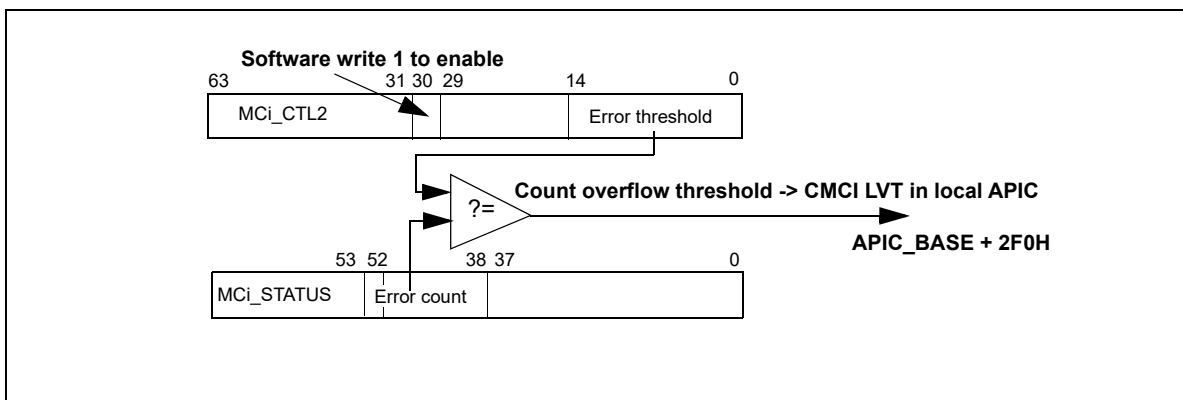 Software write 1 to enable
63 31 30 29 14 0
MCi_CTL2 Error threshold
?=
Count overflow threshold -> CMCI LVT in local APIC
APIC_BASE + 2F0H
53 52 38 37 0
MCi_STATUS Error count